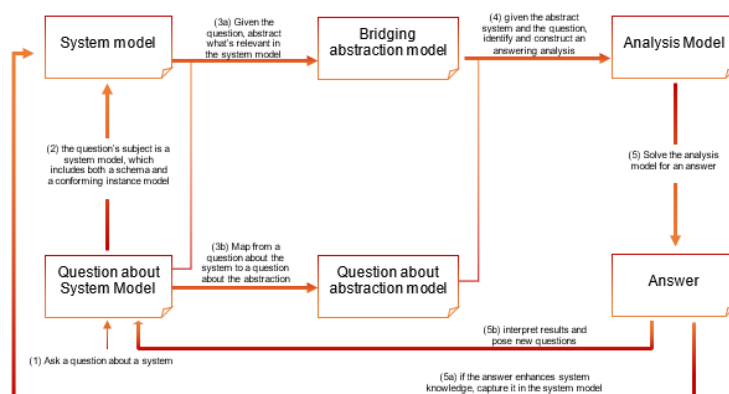 (3a) Given the
question, abstract
what's relevant in
the system model
(4) given the abstract
system and the question,
identify and construct an
answering analysis
System model
Bridging
abstraction model
Analysis Model
(2) the question's subject is a
system model, which
includes both a schema and
a conforming instance model
(5) Solve the analysis
model for an answer
(3b) Map from a
question about the
system to a question
about the abstraction
Question about
System Model
Question about
abstraction model
Answer
(1) Ask a question about a system
(5b) interpret results and
pose new questions
(5a) if the answer enhances system
knowledge, capture it in the system model